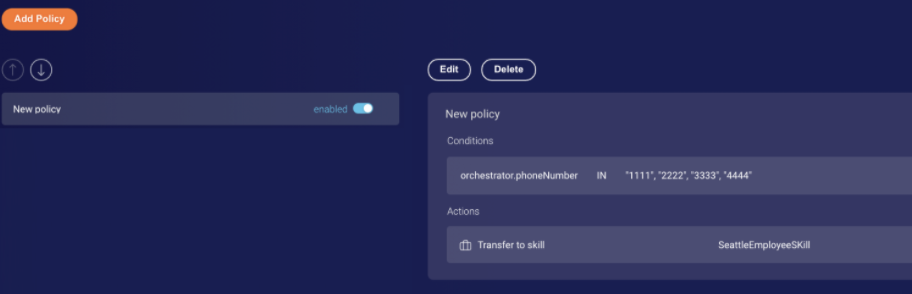 Add Policy
New policy enabled
Edit Delete
New policy
Conditions
orchestrator.phoneNumber IN "1111", "2222", "3333", "4444"
Actions
Transfer to skill SeattleEmployeeSKill